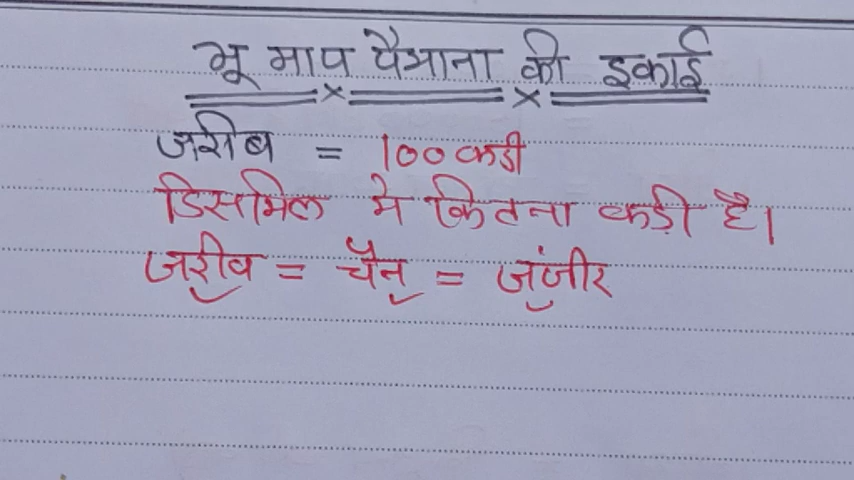 भू माप पैमाना की इकाई
जरीब = 100 कडी
डिसमिल मे कितना कड़ी है।
जरीव = चैन = जंजीर